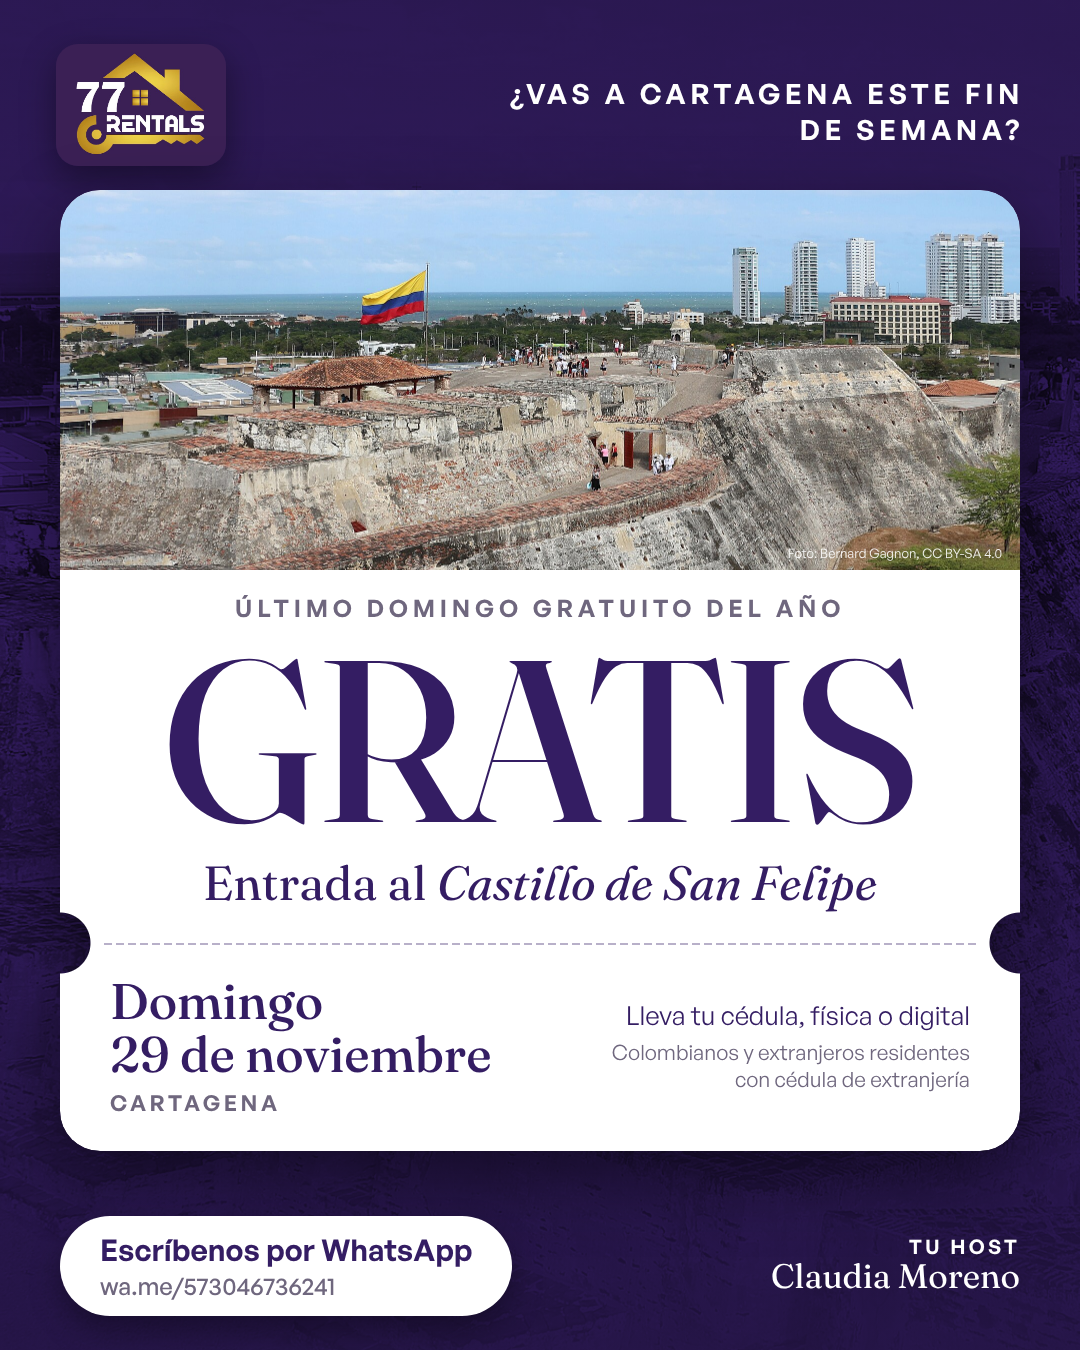 77
RENTALS
¿VAS A CARTAGENA ESTE FIN
DE SEMANA?
Foto: Bernard Gagnon, CC BY-SA 4.0
ÚLTIMO DOMINGO GRATUITO DEL AÑO
GRATIS
Entrada al Castillo de San Felipe
Domingo
29 de noviembre
CARTAGENA
Lleva tu cédula, física o digital
Colombianos y extranjeros residentes
con cédula de extranjería
Escríbenos por WhatsApp
wa.me/573046736241
TU HOST
Claudia Moreno